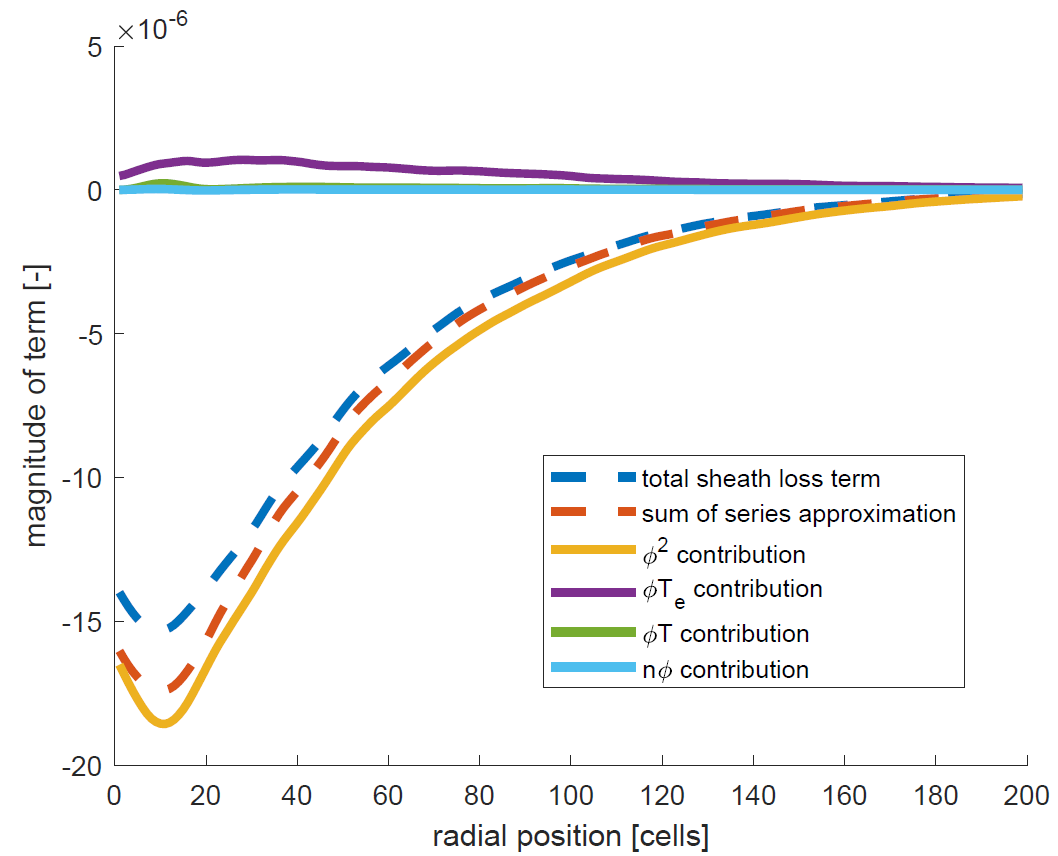 ×10⁻⁶
5
0
-5
-10
-15
-20
magnitude of term [-]
total sheath loss term
sum of series approximation
ϕ² contribution
ϕTₑ contribution
ϕT contribution
nϕ contribution
0 20 40 60 80 100 120 140 160 180 200
radial position [cells]